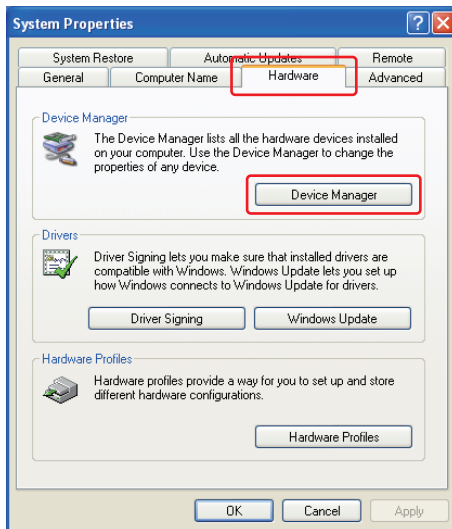 System Properties
System Restore Automatic Updates Remote
General Computer Name Hardware Advanced
Device Manager
The Device Manager lists all the hardware devices installed
on your computer. Use the Device Manager to change the
properties of any device.
Device Manager
Drivers
Driver Signing lets you make sure that installed drivers are
compatible with Windows. Windows Update lets you set up
how Windows connects to Windows Update for drivers.
Driver Signing Windows Update
Hardware Profiles
Hardware profiles provide a way for you to set up and store
different hardware configurations.
Hardware Profiles
OK Cancel Apply